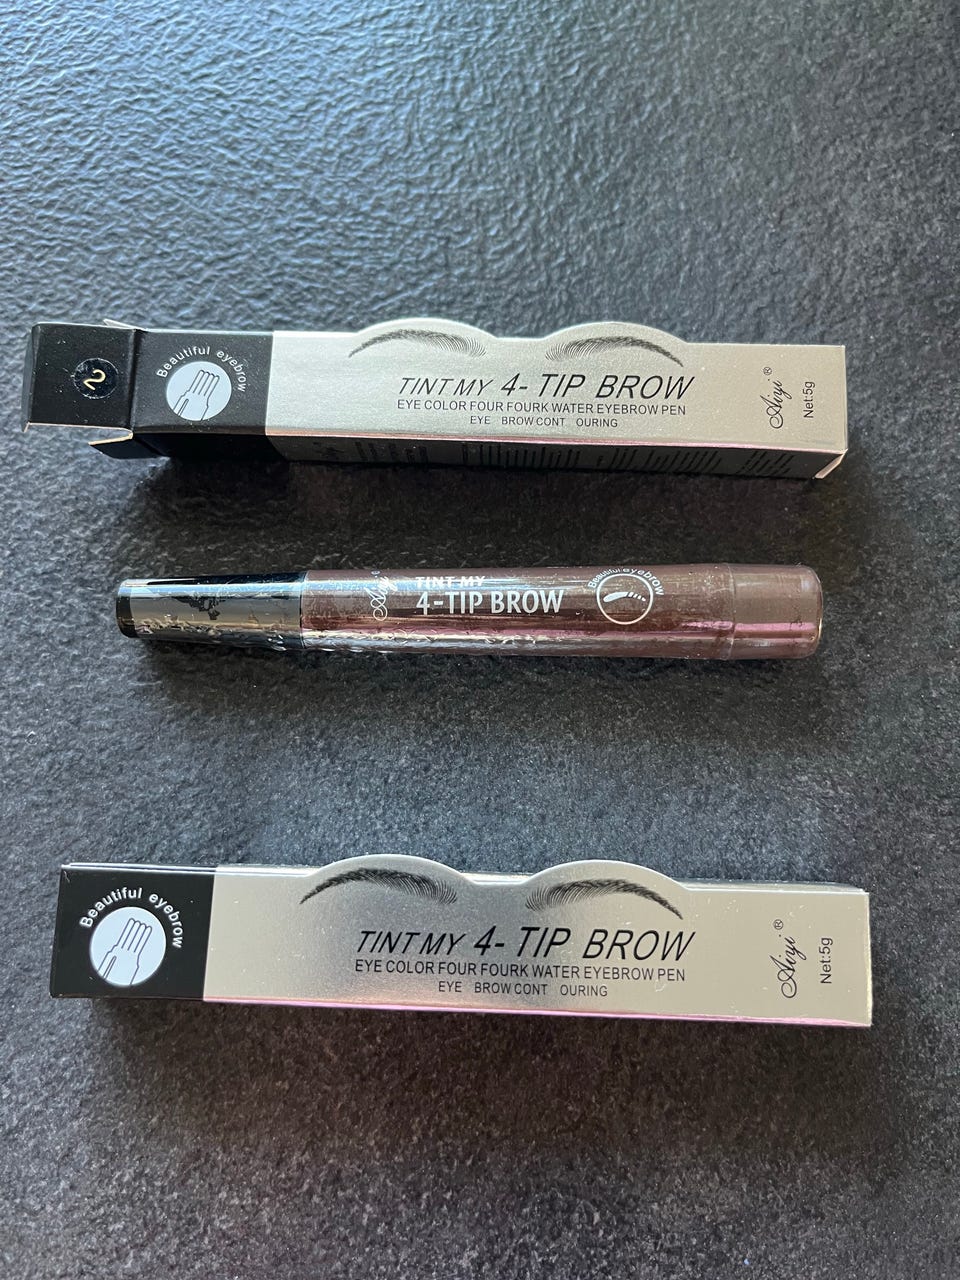 2
Beautiful eyebrow
TINT MY 4- TIP BROW
EYE COLOR FOUR FOURK WATER EYEBROW PEN
EYE BROW CONT OURING
Aiyi®
Net:5g
Aiyi®
TINT MY
4-TIP BROW
Beautiful eyebrow
Beautiful eyebrow
TINT MY 4- TIP BROW
EYE COLOR FOUR FOURK WATER EYEBROW PEN
EYE BROW CONT OURING
Aiyi®
Net:5g